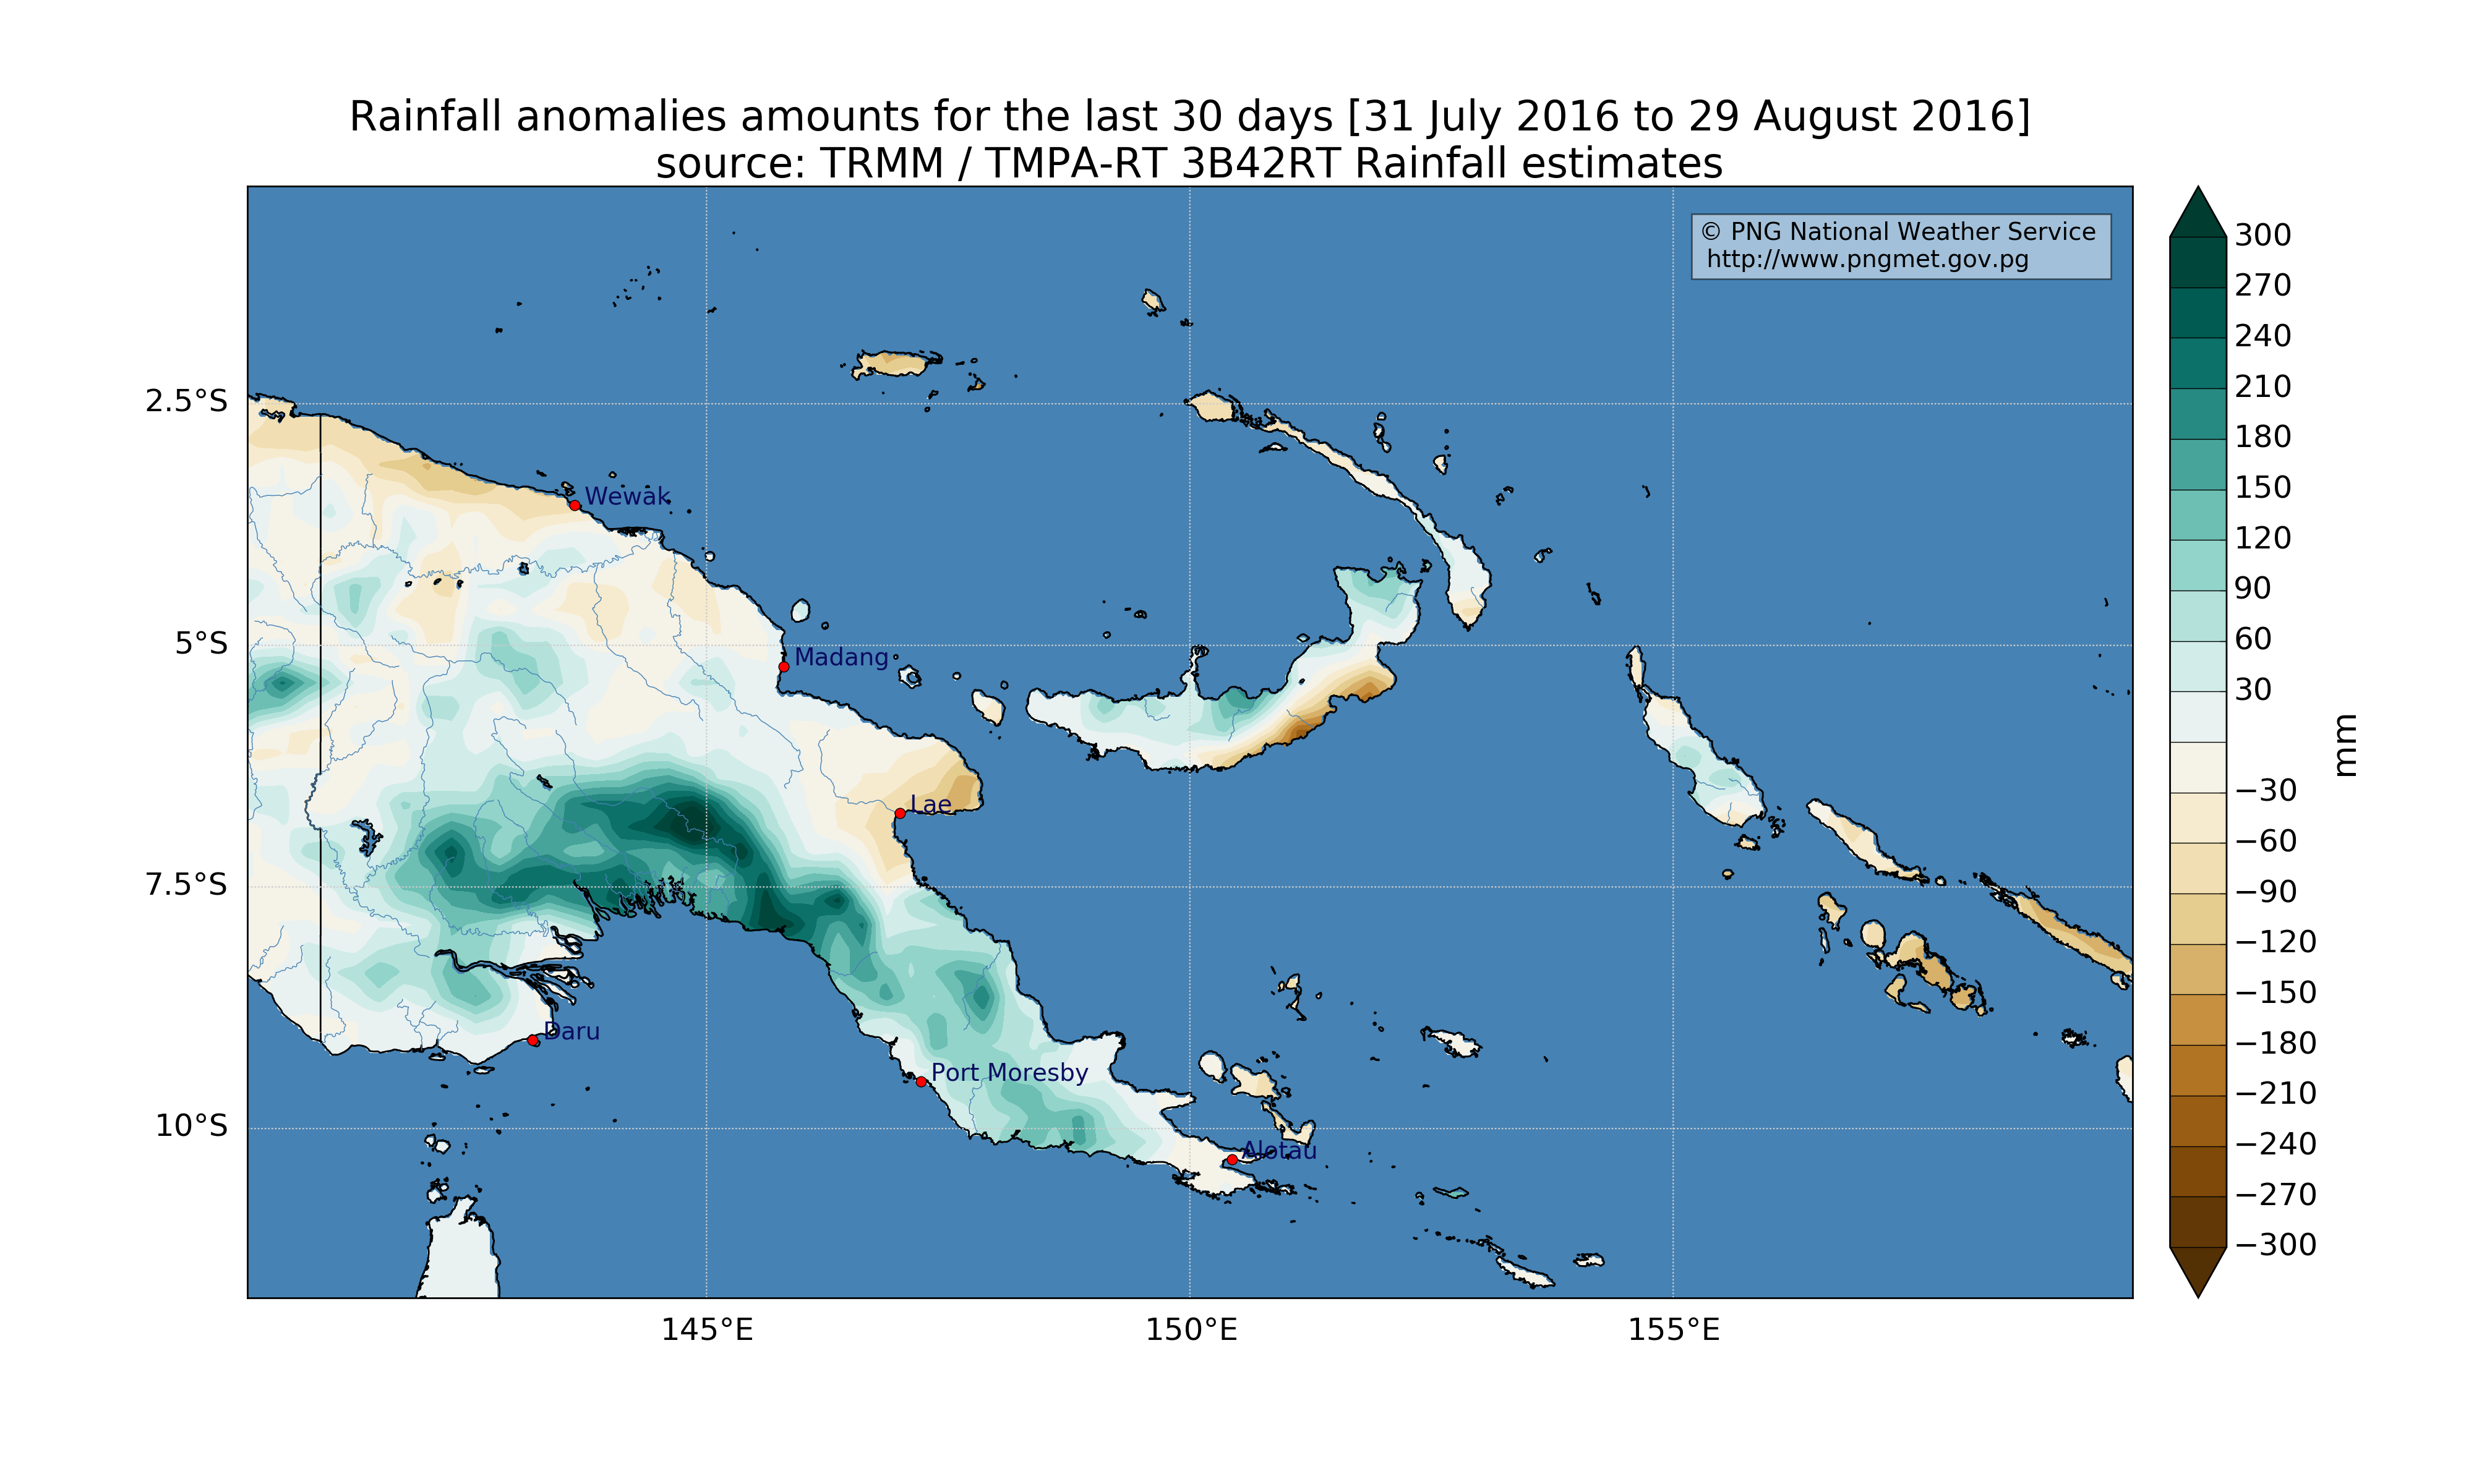 Rainfall anomalies amounts for the last 30 days [31 July 2016 to 29 August 2016]
source: TRMM / TMPA-RT 3B42RT Rainfall estimates
© PNG National Weather Service
http://www.pngmet.gov.pg
2.5°S
5°S
7.5°S
10°S
Wewak
Madang
Lae
Daru
Port Moresby
Alotau
145°E
150°E
155°E
300
270
240
210
180
150
120
90
60
30
−30
−60
−90
−120
−150
−180
−210
−240
−270
−300
mm